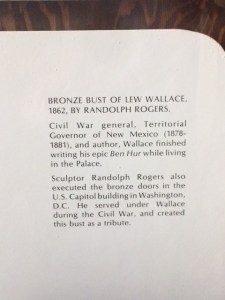 BRONZE BUST OF LEW WALLACE,
1862, BY RANDOLPH ROGERS.
Civil War general, Territorial
Governor of New Mexico (1878-
1881), and author, Wallace finished
writing his epic Ben Hur while living
in the Palace.
Sculptor Randolph Rogers also
executed the bronze doors in the
U.S. Capitol building in Washington,
D.C. He served under Wallace
during the Civil War, and created
this bust as a tribute.